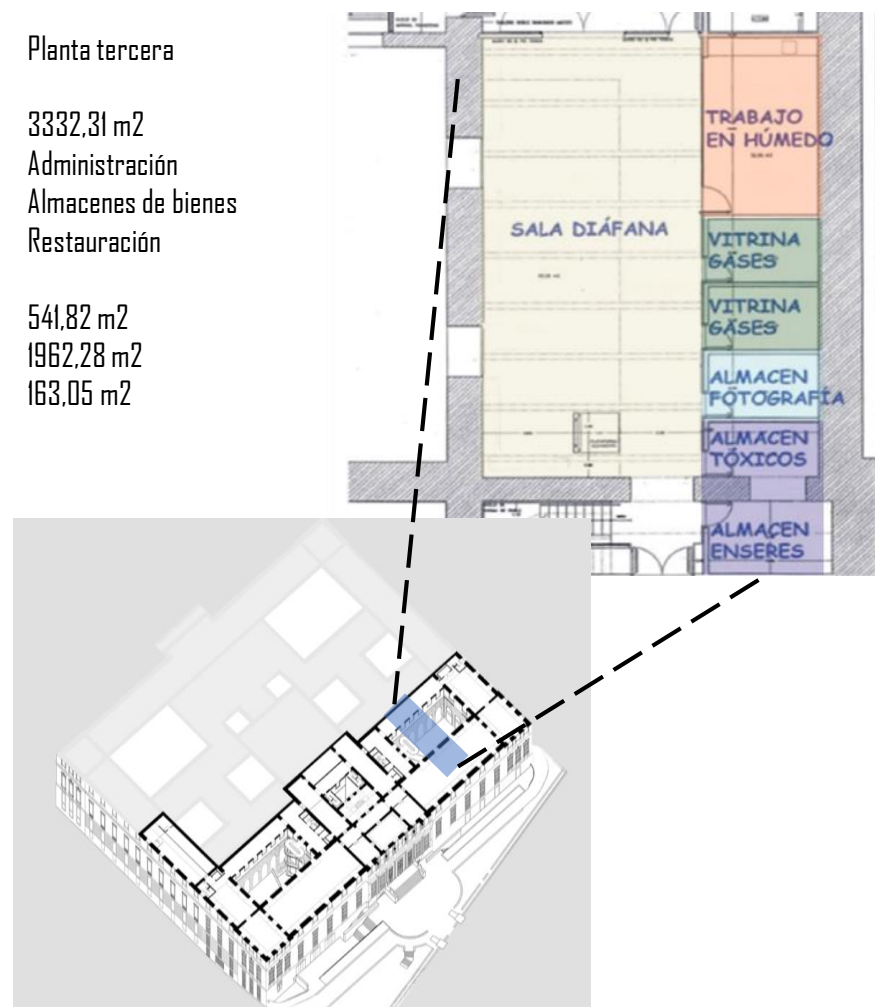 Planta tercera
3332,31 m2
Administración
Almacenes de bienes
Restauración
541,82 m2
1962,28 m2
163,05 m2
TRABAJO
EN HÚMEDO
SALA DIÁFANA
VITRINA
GASES
VITRINA
GASES
ALMACEN
FOTOGRAFÍA
ALMACEN
TÓXICOS
ALMACEN
ENSERES